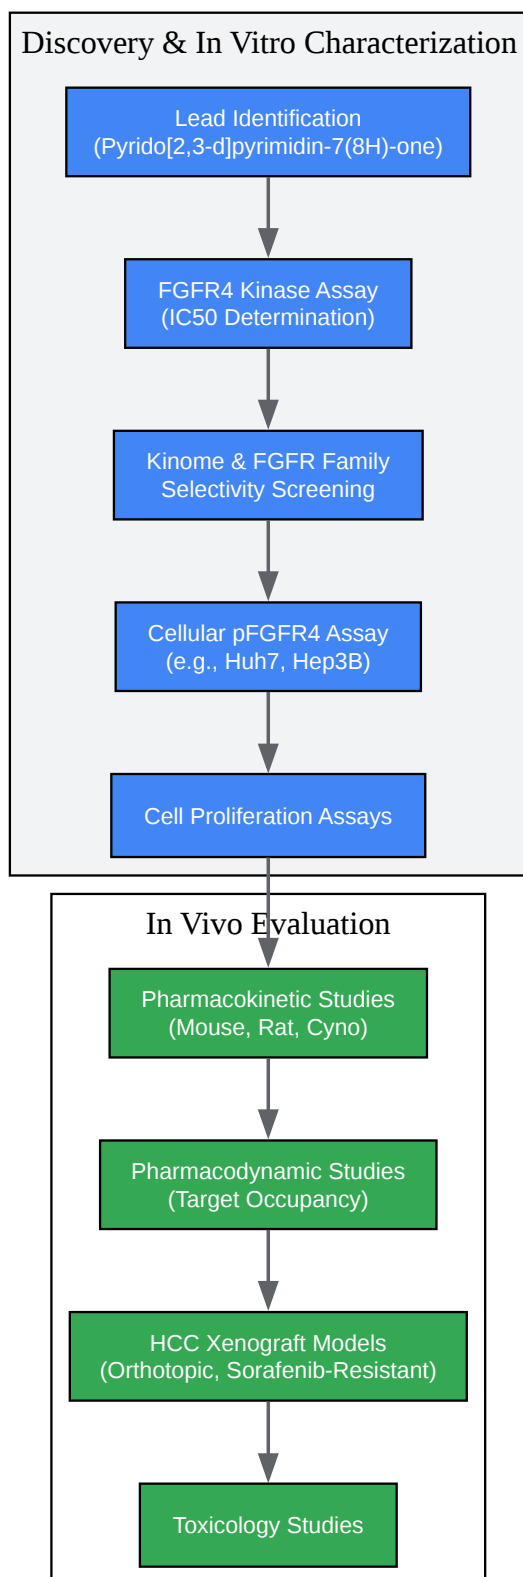 Discovery & In Vitro Characterization
Lead Identification
(Pyrido[2,3-d]pyrimidin-7(8H)-one)
FGFR4 Kinase Assay
(IC50 Determination)
Kinome & FGFR Family
Selectivity Screening
Cellular pFGFR4 Assay
(e.g., Huh7, Hep3B)
Cell Proliferation Assays
In Vivo Evaluation
Pharmacokinetic Studies
(Mouse, Rat, Cyno)
Pharmacodynamic Studies
(Target Occupancy)
HCC Xenograft Models
(Orthotopic, Sorafenib-Resistant)
Toxicology Studies